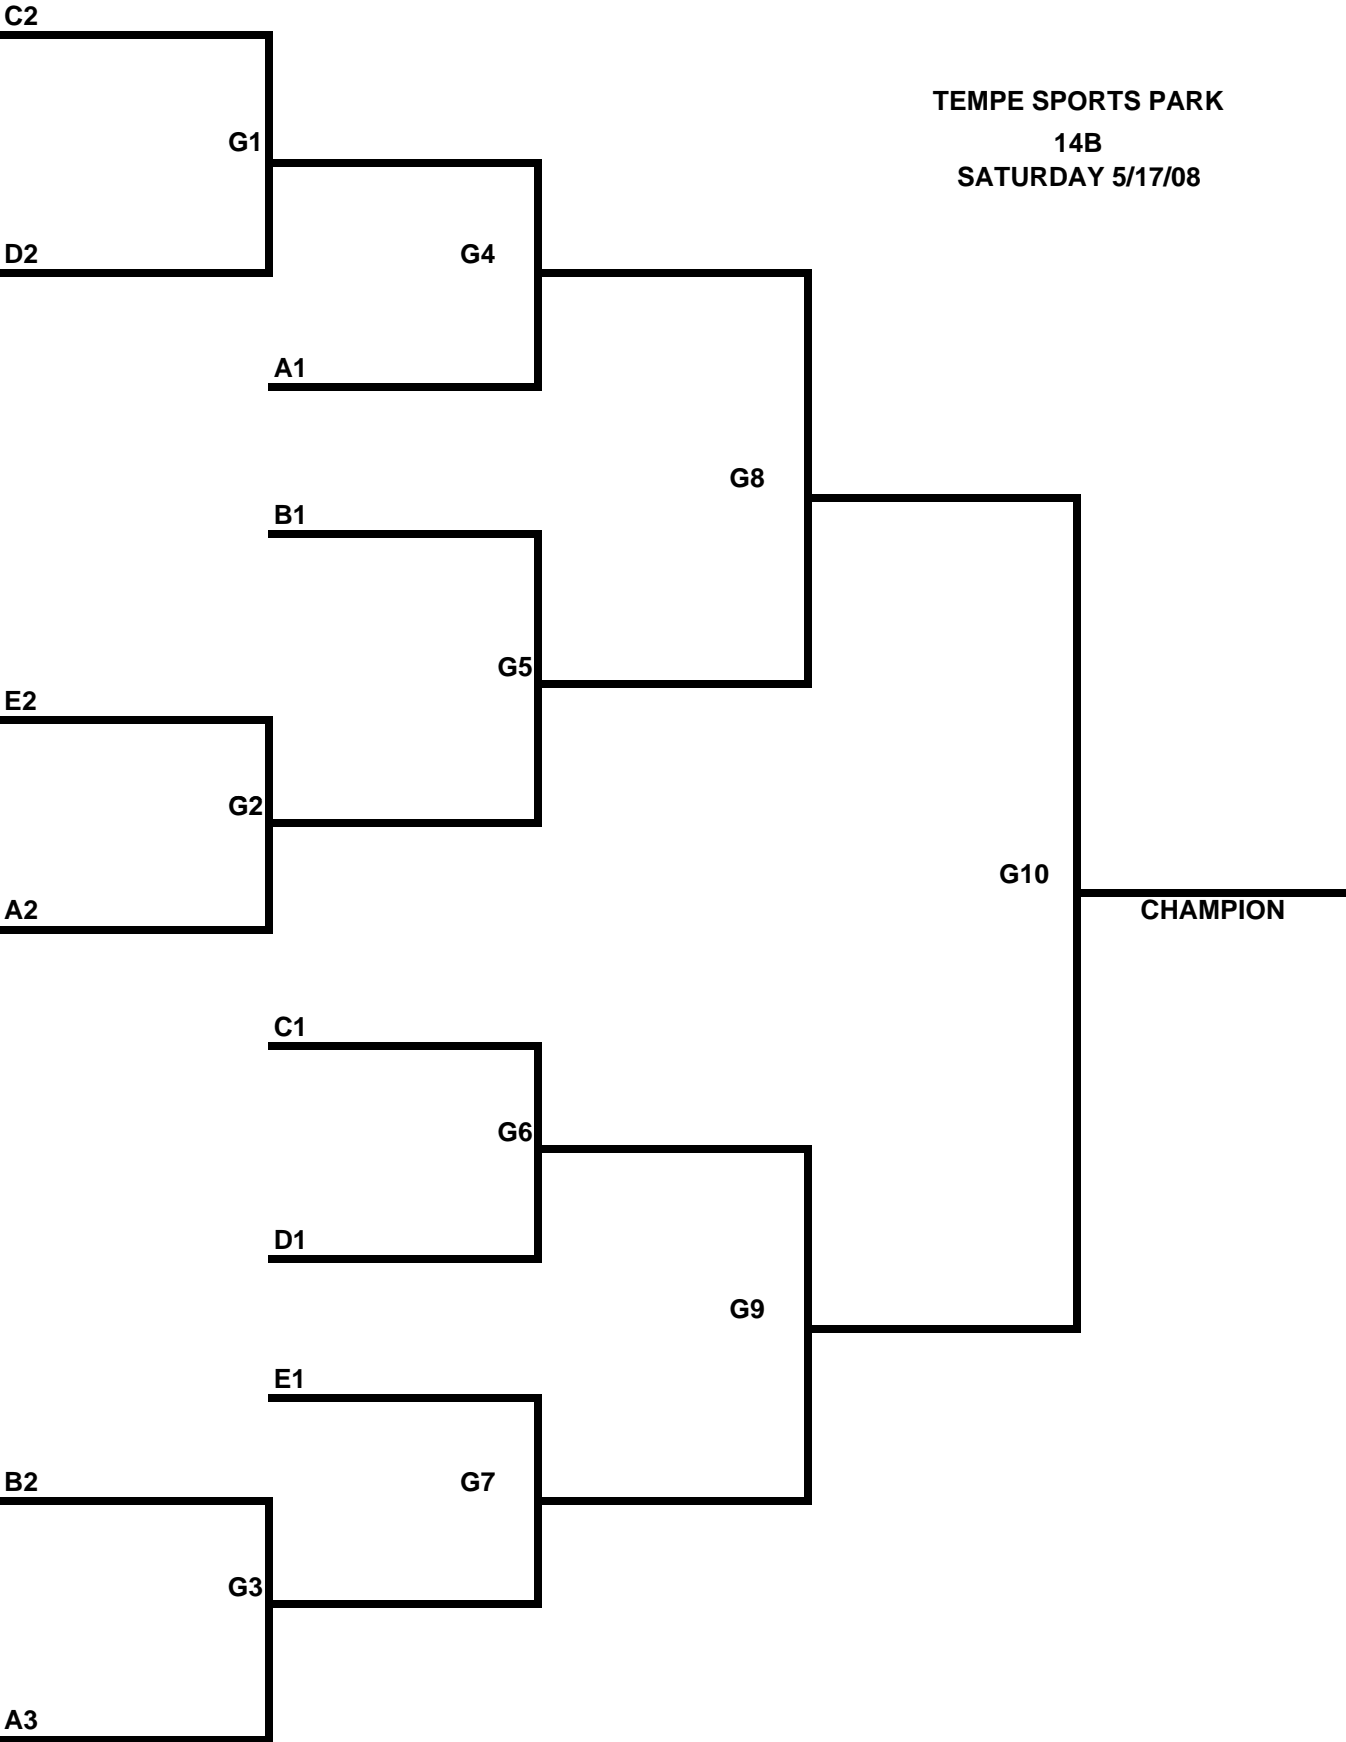 C2
TEMPE SPORTS PARK
G1
14B
SATURDAY 5/17/08
D2
G4
A1
G8
B1
G5
E2
G2
G10
A2
CHAMPION
C1
G6
D1
G9
E1
B2
G7
G3
A3